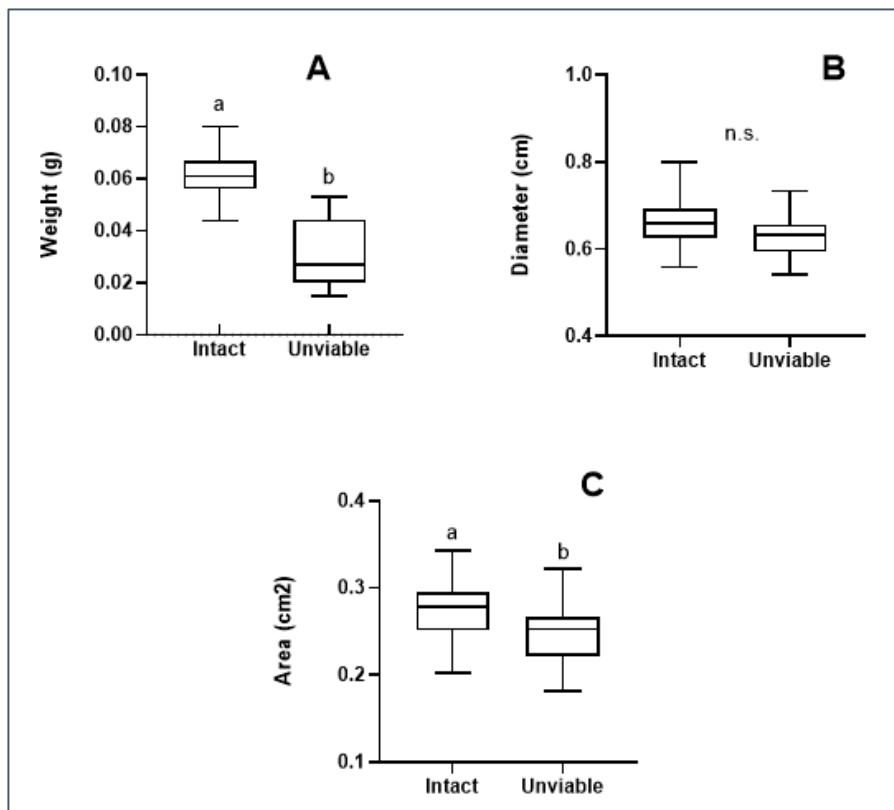 A
Weight (g)
0.10
0.08
0.06
0.04
0.02
0.00
a
b
Intact Unviable
B
Diameter (cm)
1.0
0.8
0.6
0.4
n.s.
Intact Unviable
C
Area (cm2)
0.4
0.3
0.2
0.1
a
b
Intact Unviable